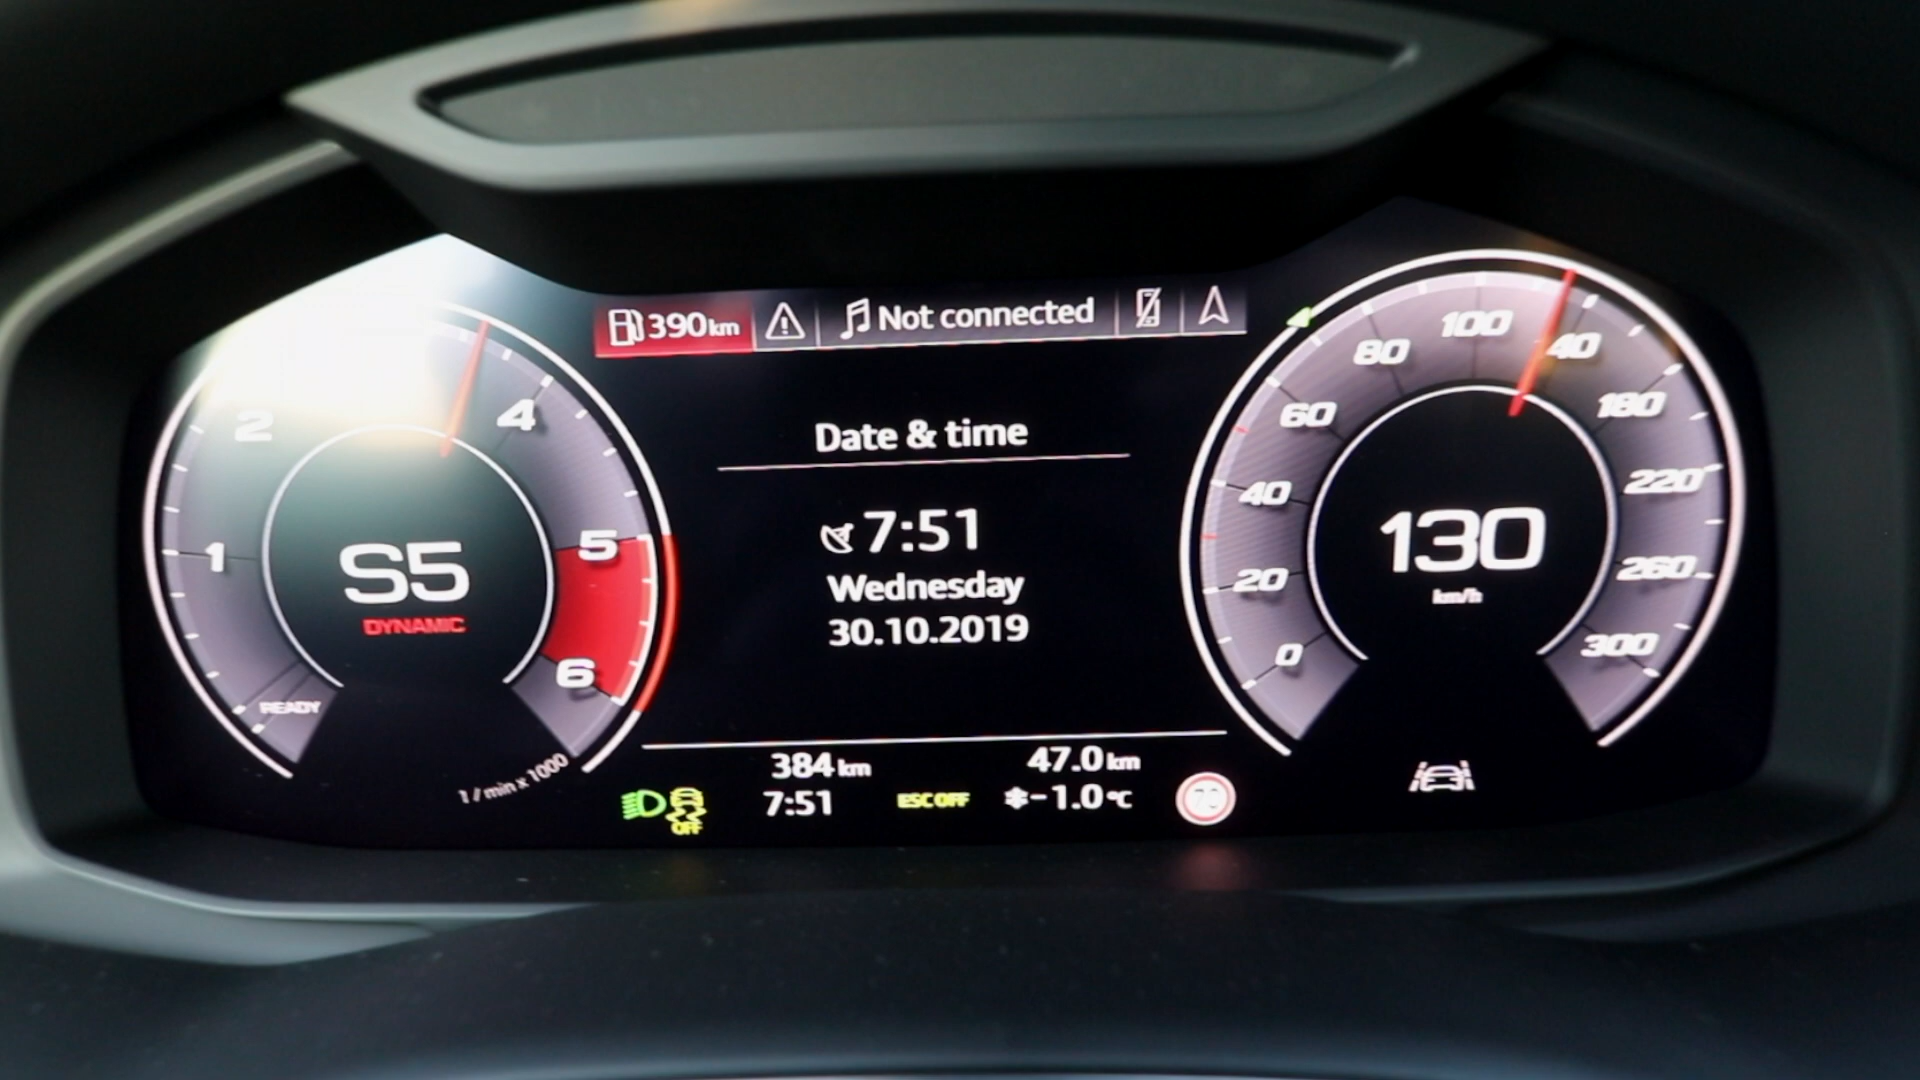 390km
Not connected
Date & time
7:51
Wednesday
30.10.2019
1
2
4
5
6
READY
1 / min x 1000
S5
DYNAMIC
0
20
40
60
80
100
40
180
220
260
300
130
km/h
384 km
47.0 km
OFF
7:51
ESC OFF
-1.0 °C